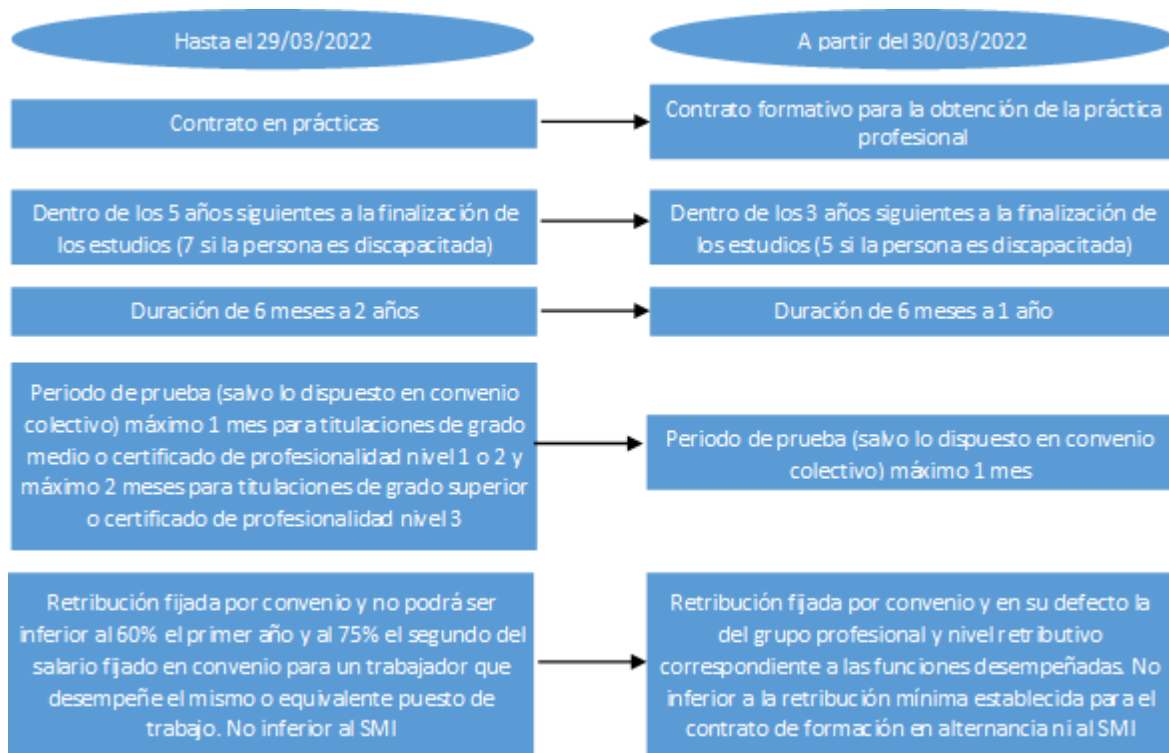 Hasta el 29/03/2022
A partir del 30/03/2022
Contrato en prácticas
Contrato formativo para la obtención de la práctica
profesional
Dentro de los 5 años siguientes a la finalización de
los estudios (7 si la persona es discapacitada)
Dentro de los 3 años siguientes a la finalización de
los estudios (5 si la persona es discapacitada)
Duración de 6 meses a 2 años
Duración de 6 meses a 1 año
Periodo de prueba (salvo lo dispuesto en convenio
colectivo) máximo 1 mes para titulaciones de grado
medio o certificado de profesionalidad nivel 1 o 2 y
máximo 2 meses para titulaciones de grado superior
o certificado de profesionalidad nivel 3
Periodo de prueba (salvo lo dispuesto en convenio
colectivo) máximo 1 mes
Retribución fijada por convenio y no podrá ser
inferior al 60% el primer año y al 75% el segundo del
salario fijado en convenio para un trabajador que
desempeñe el mismo o equivalente puesto de
trabajo. No inferior al SMI
Retribución fijada por convenio y en su defecto la
del grupo profesional y nivel retributivo
correspondiente a las funciones desempeñadas. No
inferior a la retribución mínima establecida para el
contrato de formación en alternancia ni al SMI